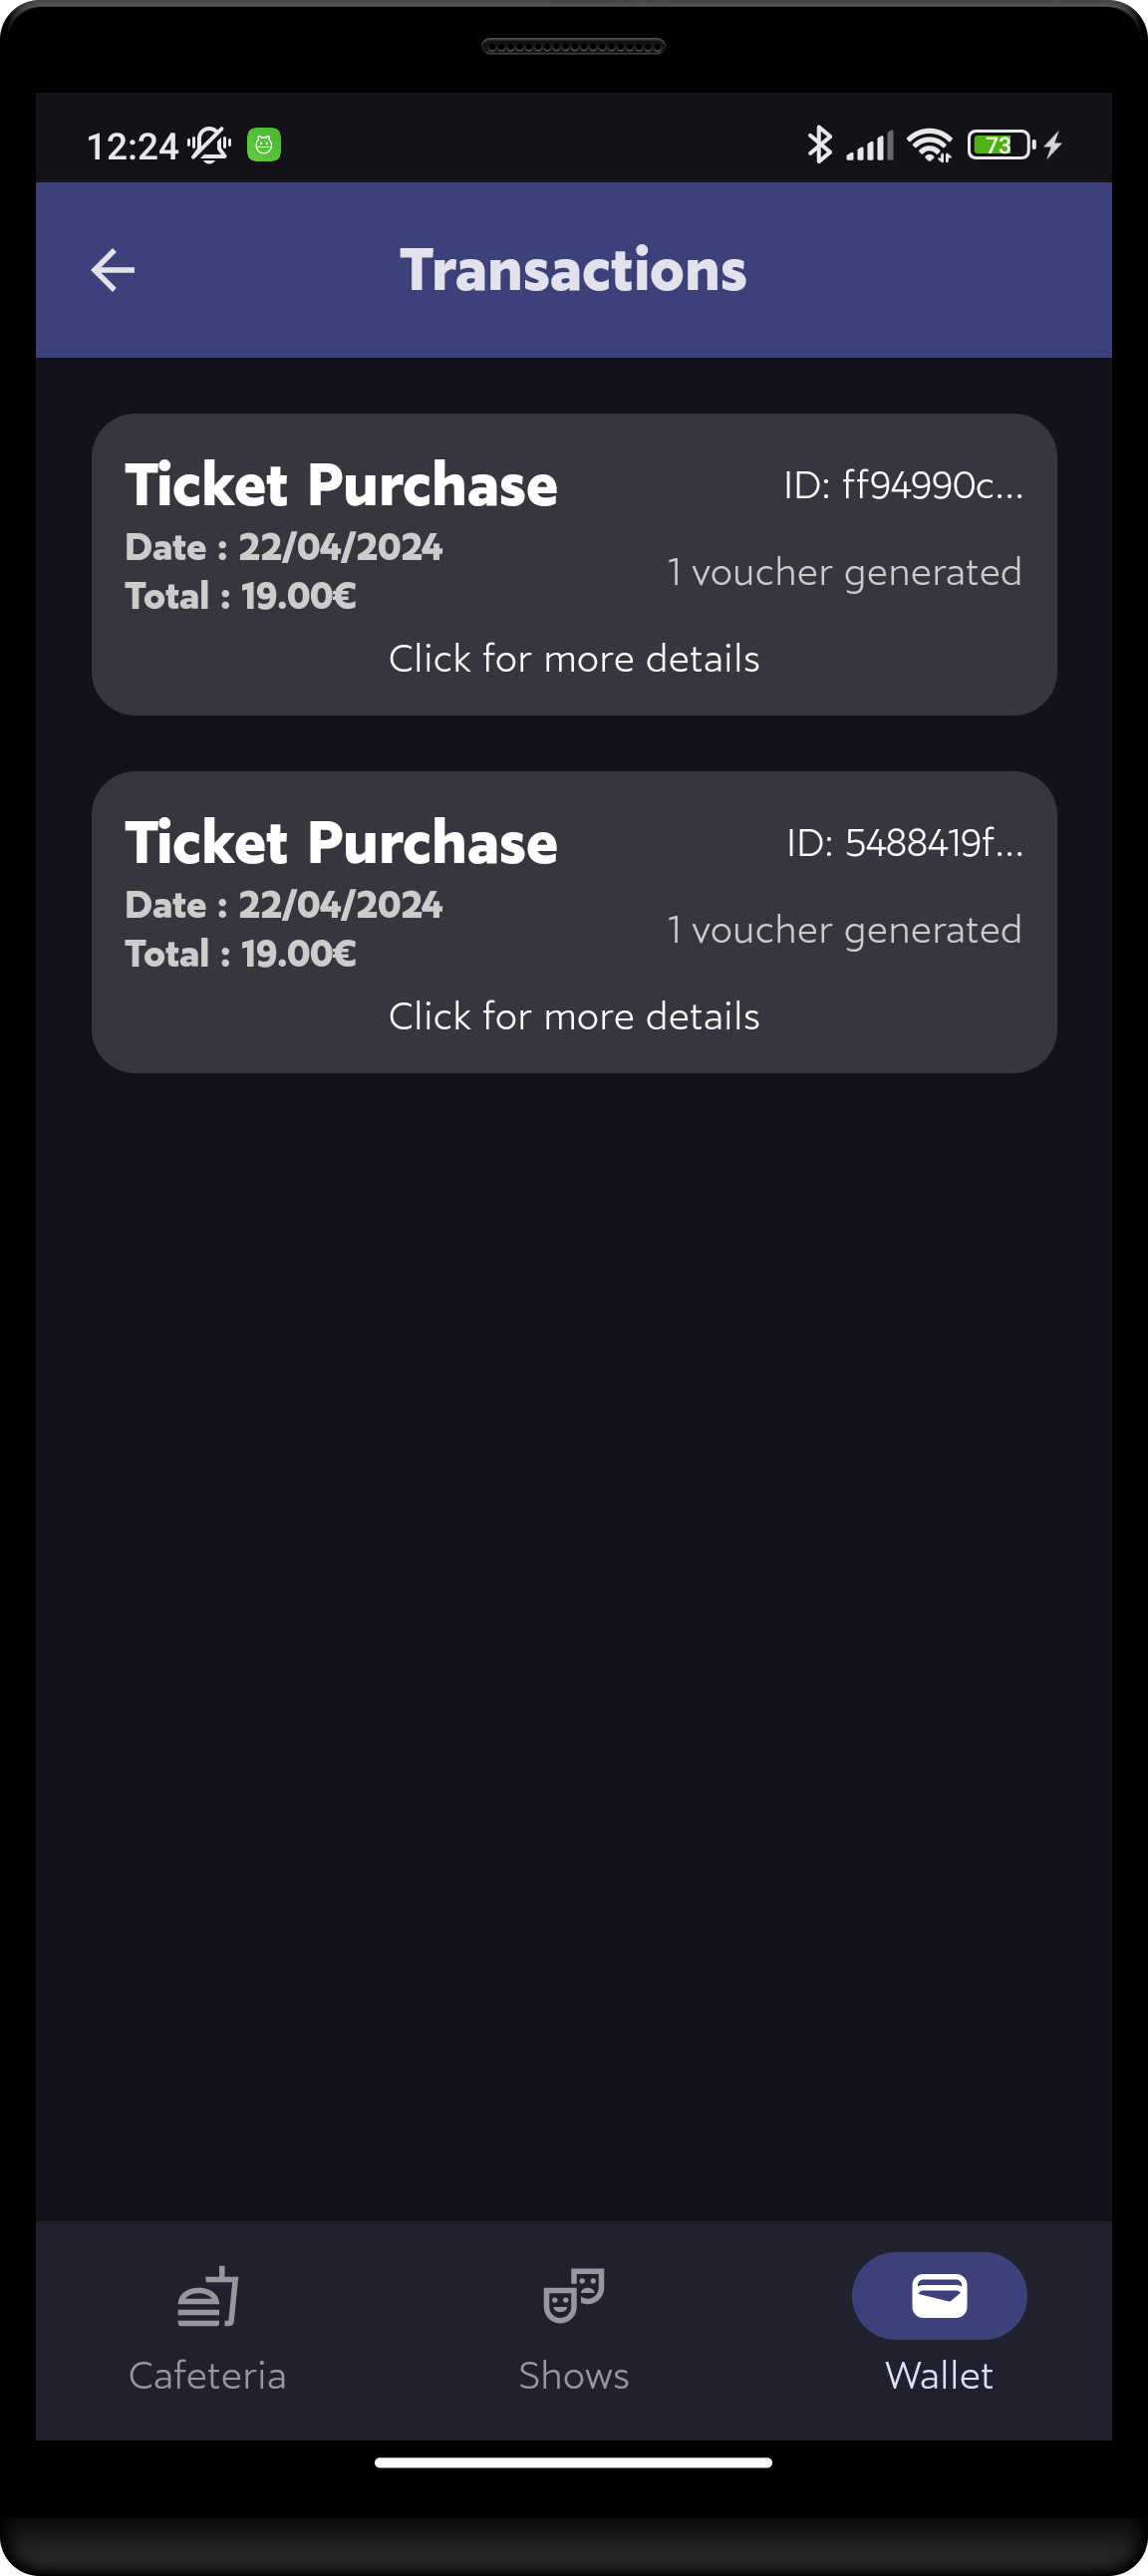 12:24
73
Transactions
Ticket Purchase
ID: ff94990c...
Date : 22/04/2024
1 voucher generated
Total : 19.00€
Click for more details
Ticket Purchase
ID: 5488419f...
Date : 22/04/2024
1 voucher generated
Total : 19.00€
Click for more details
Cafeteria
Shows
Wallet